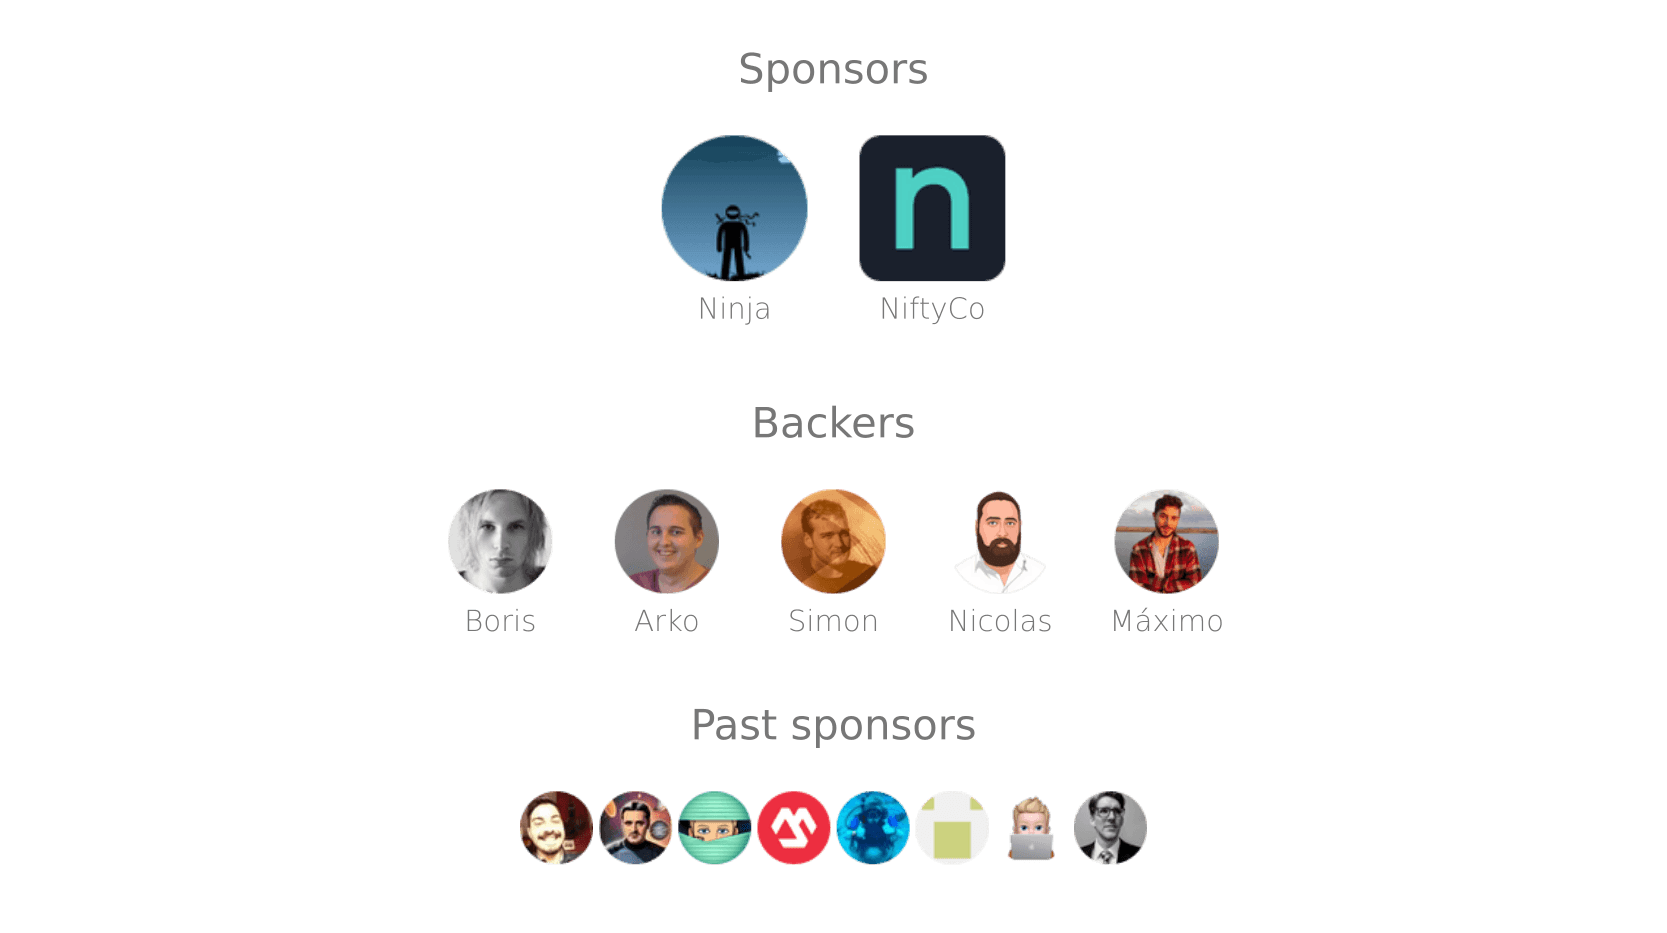 Sponsors
n
Ninja
NiftyCo
Backers
Boris
Arko
Simon
Nicolas
Máximo
Past sponsors